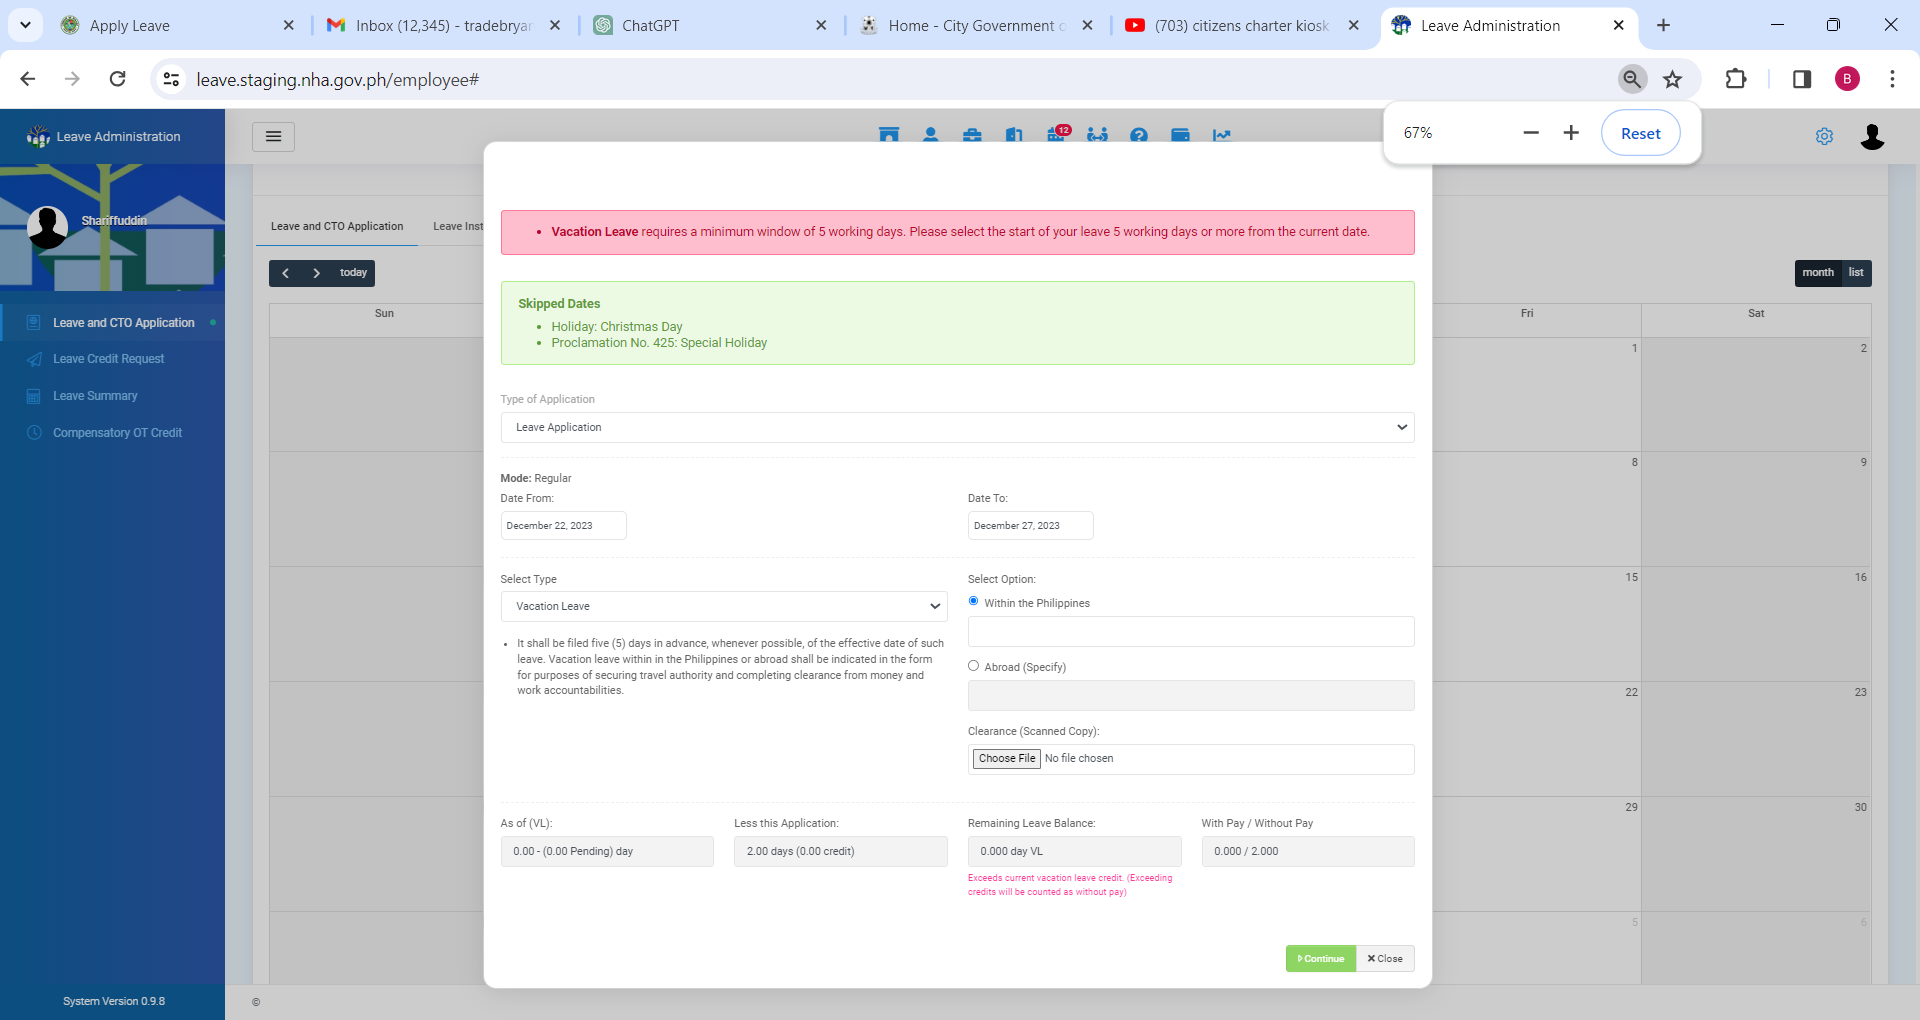 Apply Leave
Inbox (12,345) - tradebryan
ChatGPT
Home - City Government o
(703) citizens charter kiosk
Leave Administration
leave.staging.nha.gov.ph/employee#
B
67%
Reset
Leave Administration
12
Shariffuddin
Leave and CTO Application
Leave Credit Request
Leave Summary
Compensatory OT Credit
System Version 0.9.8
Leave and CTO Application
Leave Inst
today
month
list
Sun
Fri
Sat
1
2
8
9
15
16
22
23
29
30
5
6
©
Vacation Leave requires a minimum window of 5 working days. Please select the start of your leave 5 working days or more from the current date.
Skipped Dates
Holiday: Christmas Day
Proclamation No. 425: Special Holiday
Type of Application
Leave Application
Mode: Regular
Date From:
Date To:
December 22, 2023
December 27, 2023
Select Type
Vacation Leave
It shall be filed five (5) days in advance, whenever possible, of the effective date of such
leave. Vacation leave within in the Philippines or abroad shall be indicated in the form
for purposes of securing travel authority and completing clearance from money and
work accountabilities.
Select Option:
Within the Philippines
Abroad (Specify)
Clearance (Scanned Copy):
Choose File No file chosen
As of (VL):
0.00 - (0.00 Pending) day
Less this Application:
2.00 days (0.00 credit)
Remaining Leave Balance:
0.000 day VL
Exceeds current vacation leave credit. (Exceeding
credits will be counted as without pay)
With Pay / Without Pay
0.000 / 2.000
Continue
Close